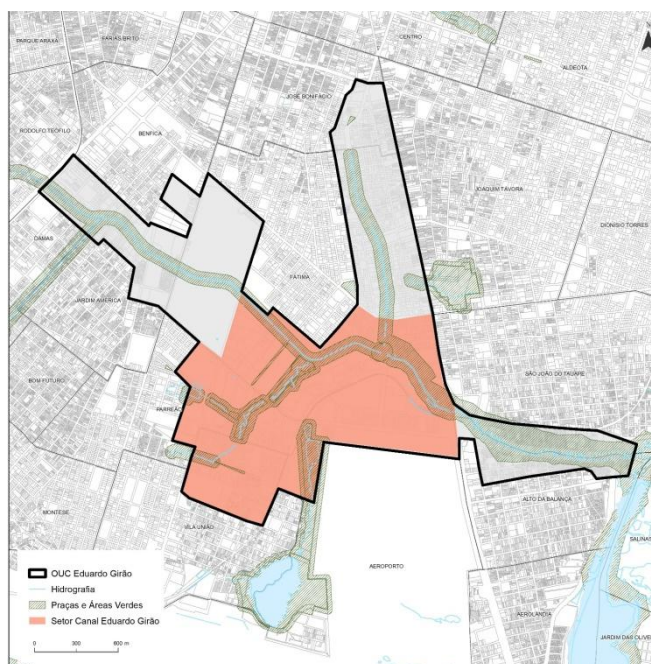 N
CENTRO
FARIAS BRITO
PARQUE ARAXÁ
ALDEOTA
JOSÉ BONIFÁCIO
RODOLFO TEÓFILO
BENFICA
JOAQUIM TÁVORA
DIONÍSIO TORRES
DAMAS
FÁTIMA
JARDIM AMÉRICA
SÃO JOÃO DO TAUAPE
BOM FUTURO
PARREÃO
ALTO DA BALANÇA
MONTESE
VILA UNIÃO
SALINAS
AEROPORTO
AEROLÂNDIA
JARDIM DAS OLIVE
OUC Eduardo Girão
Hidrografia
Praças e Áreas Verdes
Setor Canal Eduardo Girão
0 300 600 m